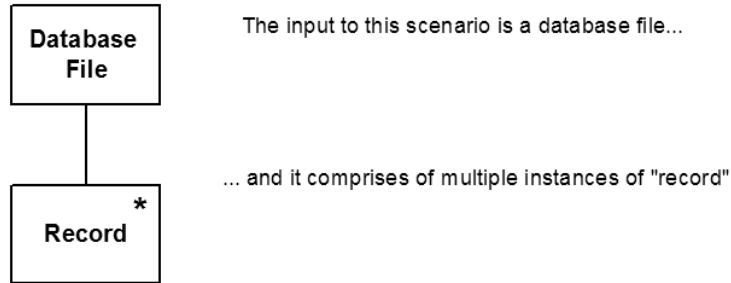 Database
File
The input to this scenario is a database file...
... and it comprises of multiple instances of "record"
*
Record